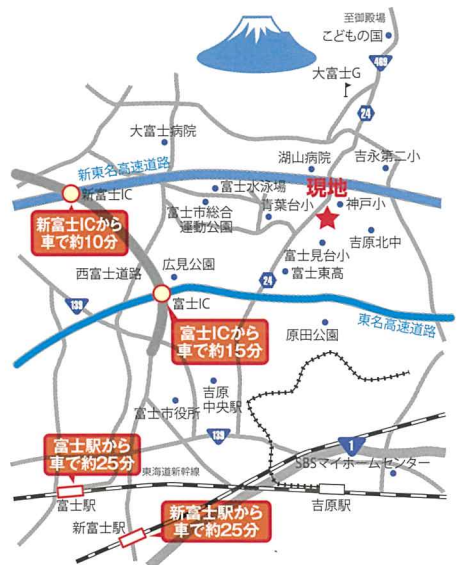 至御殿場
こどもの国
469
大富士G
24
大富士病院
新東名高速道路
湖山病院
吉永第二小
現地
新富士IC
富士水泳場
青葉台小
神戸小
富士市総合
運動公園
新富士ICから
車で約10分
吉原北中
富士見台小
富士東高
西富士道路
広見公園
24
139
富士IC
東名高速道路
富士ICから
車で約15分
原田公園
吉原
中央駅
富士市役所
139
1
富士駅から
車で約25分
東海道新幹線
SBSマイホームセンター
富士駅
吉原駅
新富士駅
新富士駅から
車で約25分